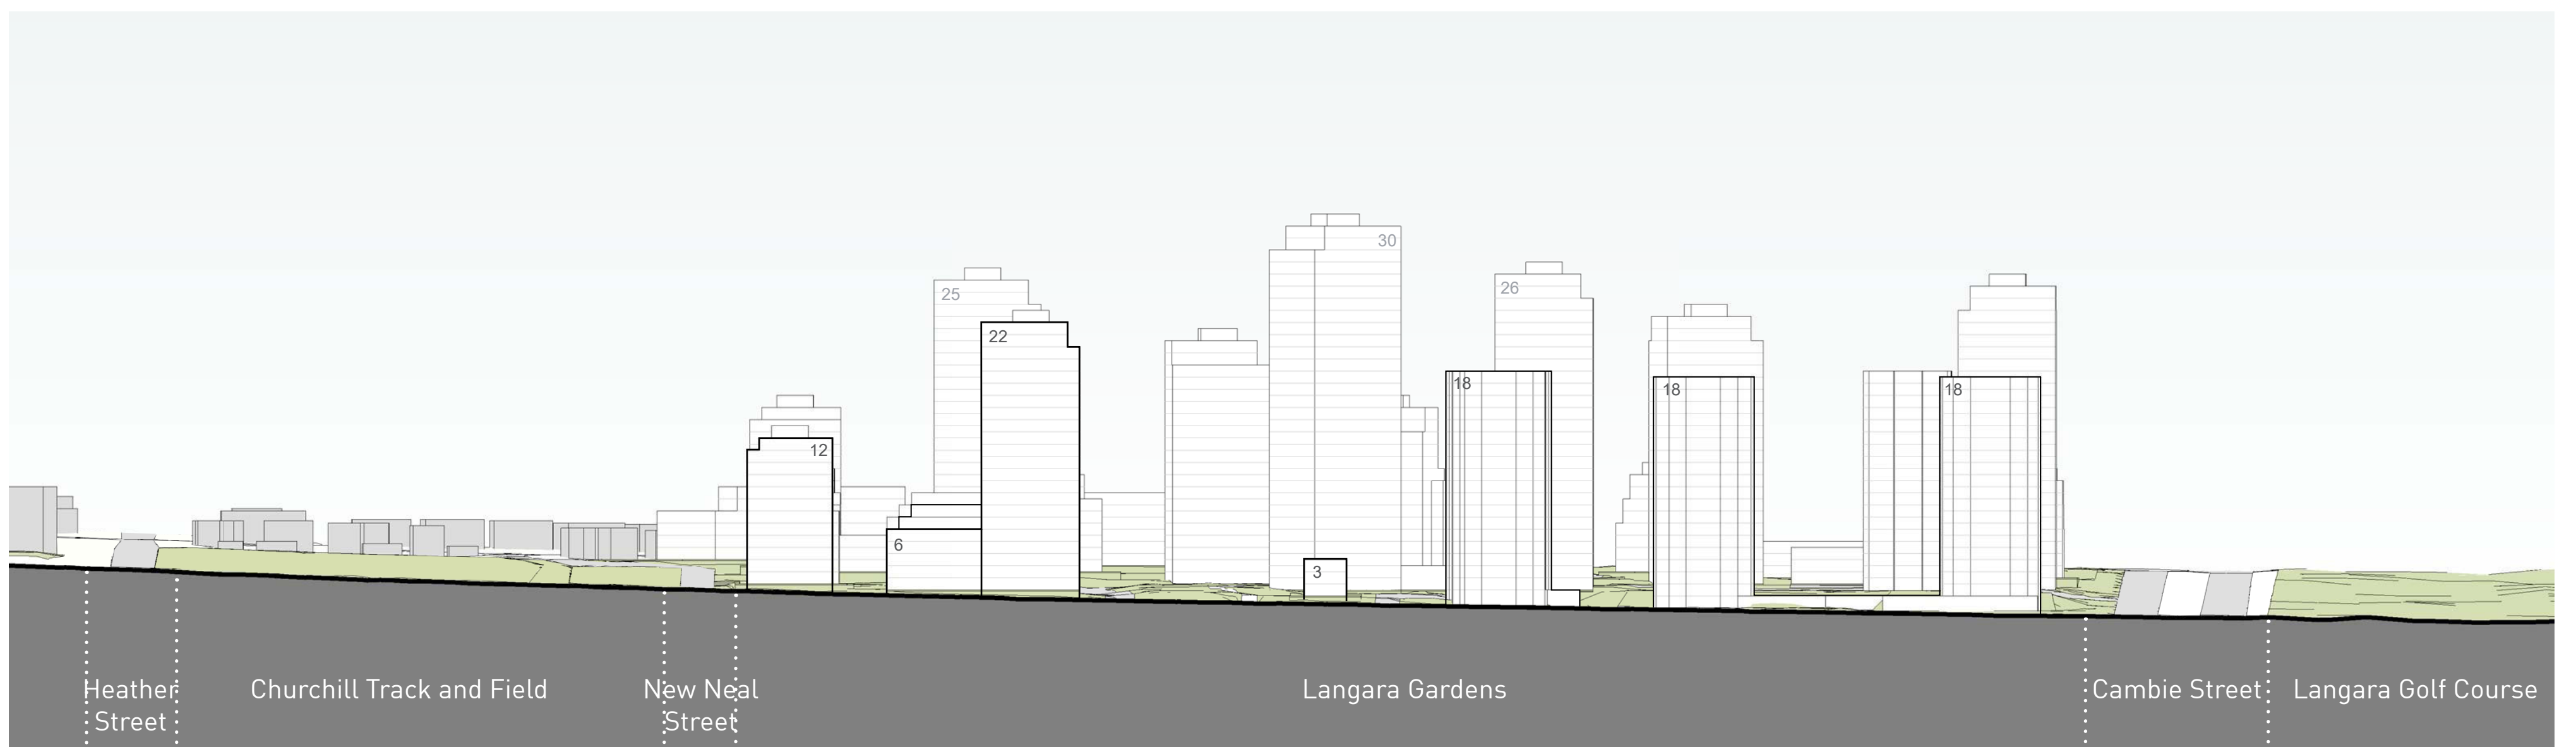 30
26
25
22
18
18
18
12
6
3
Heather
Street
Churchill Track and Field
New Neal
Street
Langara Gardens
Cambie Street
Langara Golf Course